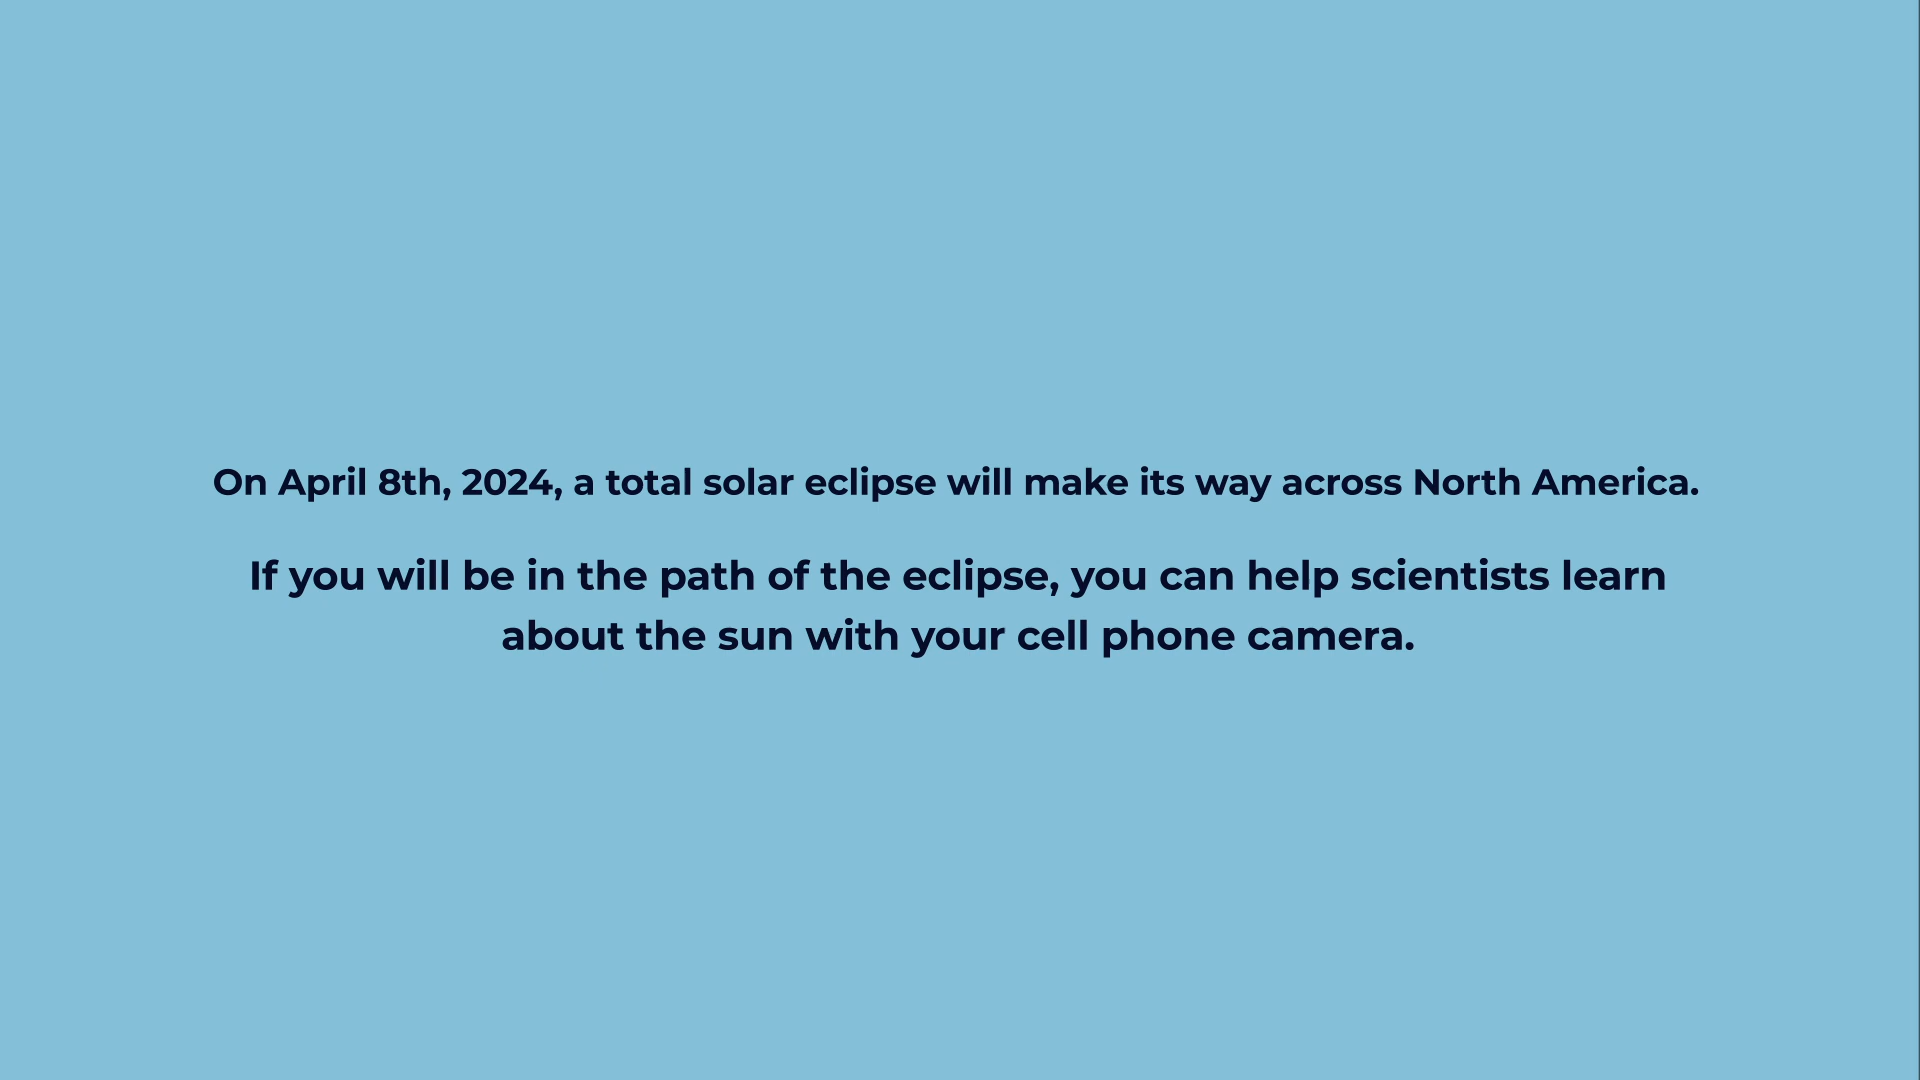 On April 8th, 2024, a total solar eclipse will make its way across North America.
If you will be in the path of the eclipse, you can help scientists learn
about the sun with your cell phone camera.